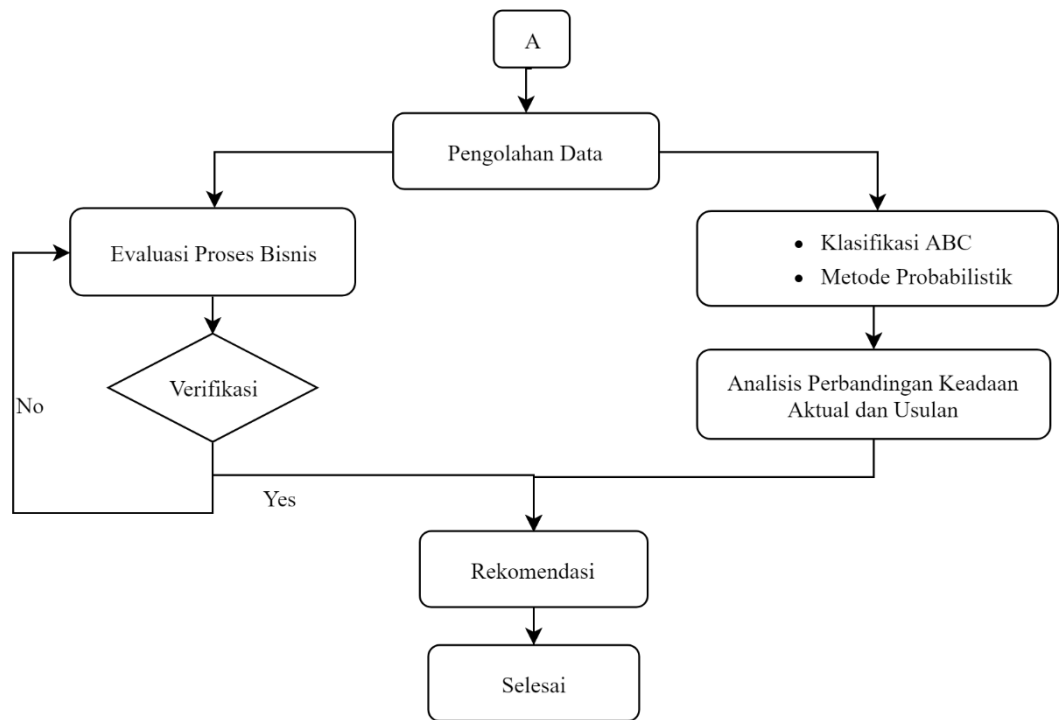 A
Pengolahan Data
Evaluasi Proses Bisnis
• Klasifikasi ABC
• Metode Probabilistik
Verifikasi
Analisis Perbandingan Keadaan
Aktual dan Usulan
No
Yes
Rekomendasi
Selesai